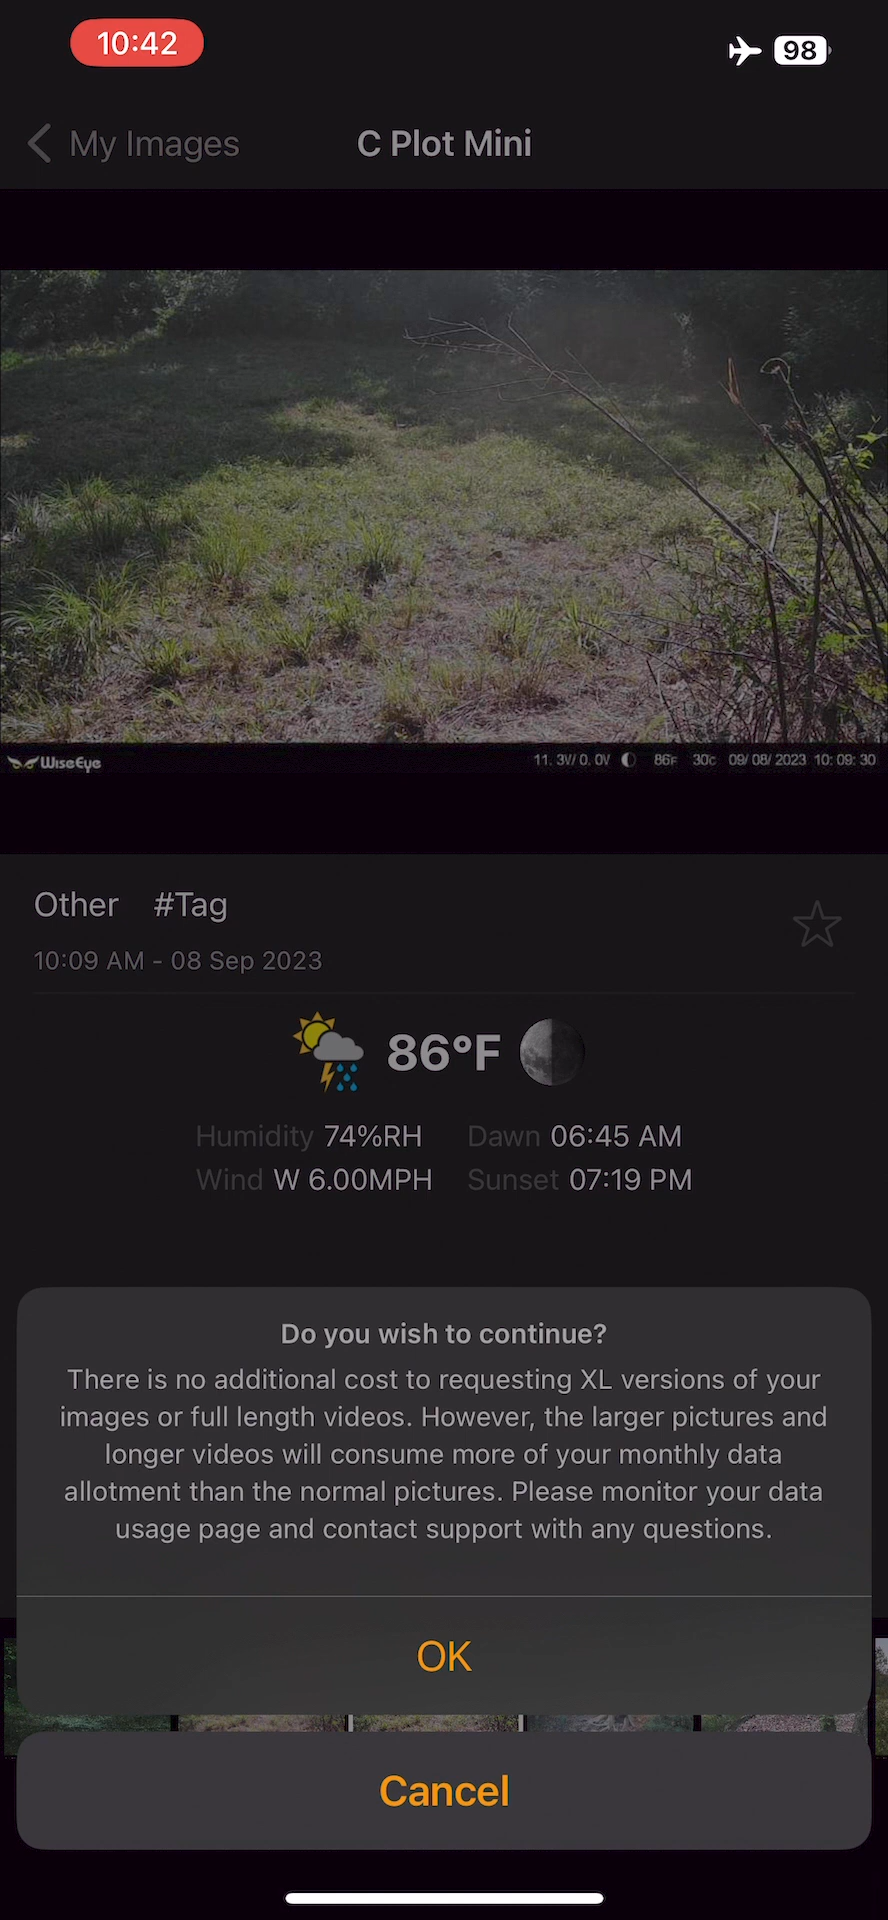 10:42
98
My Images
C Plot Mini
WiseEye
11.3V/0.0V 86F 30C 09/08/2023 10:09:30
Other #Tag
10:09 AM - 08 Sep 2023
86°F
Humidity 74%RH Dawn 06:45 AM
Wind W 6.00MPH Sunset 07:19 PM
Do you wish to continue?
There is no additional cost to requesting XL versions of your
images or full length videos. However, the larger pictures and
longer videos will consume more of your monthly data
allotment than the normal pictures. Please monitor your data
usage page and contact support with any questions.
OK
Cancel